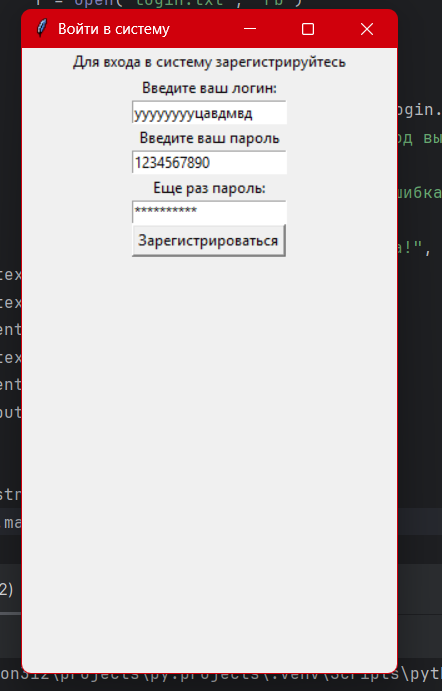 = open("login.txt", "rb")
Войти в систему
Для входа в систему зарегистрируйтесь
Введите ваш логин:
yyyyyyyyyцавдмвд
ogin.
Введите ваш пароль
од вы
1234567890
Еще раз пароль:
шибка
**********
Зарегистрироваться
a!",
tex
tex
ent
tex
ent
out
str
.ma
2)
on312\projects\py.projects\.venv\Scripts\pyth